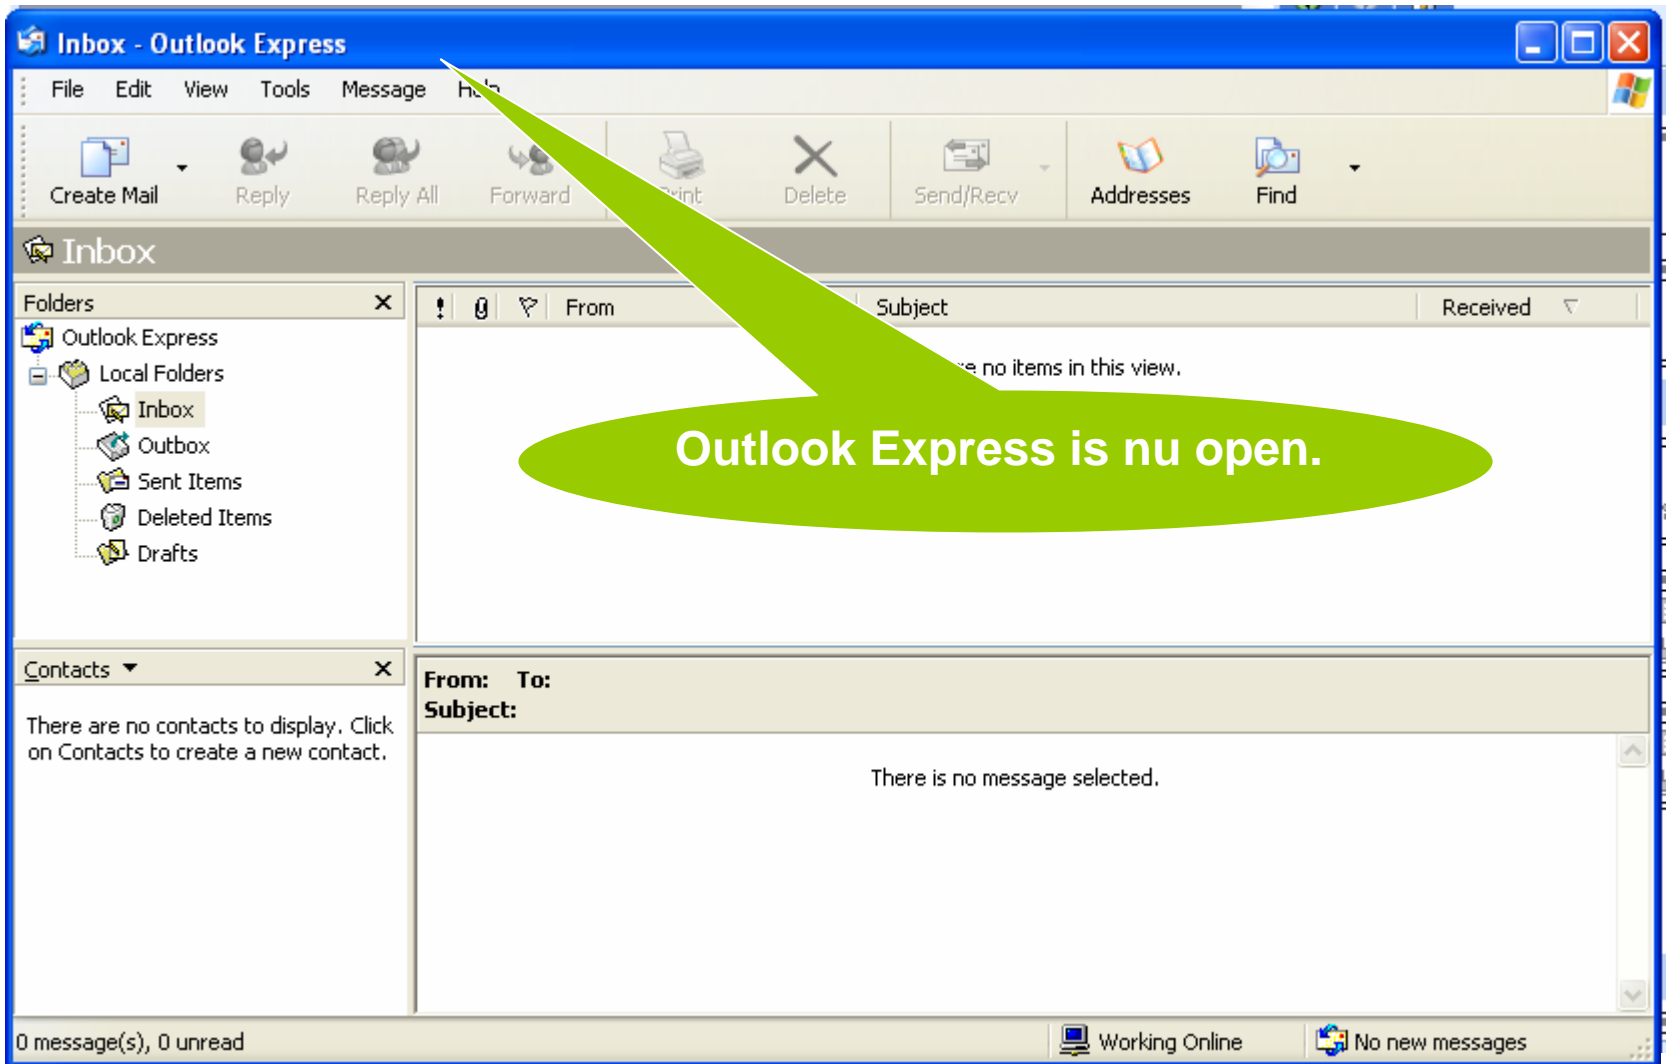 Inbox - Outlook Express
File Edit View Tools Message Help
Create Mail Reply Reply All Forward Print Delete Send/Recv Addresses Find
Inbox
Folders
From Subject Received
Outlook Express
Local Folders
Inbox
Outbox
Sent Items
Deleted Items
Drafts
no items in this view.
Outlook Express is nu open.
Contacts
There are no contacts to display. Click
on Contacts to create a new contact.
From: To:
Subject:
There is no message selected.
0 message(s), 0 unread
Working Online
No new messages